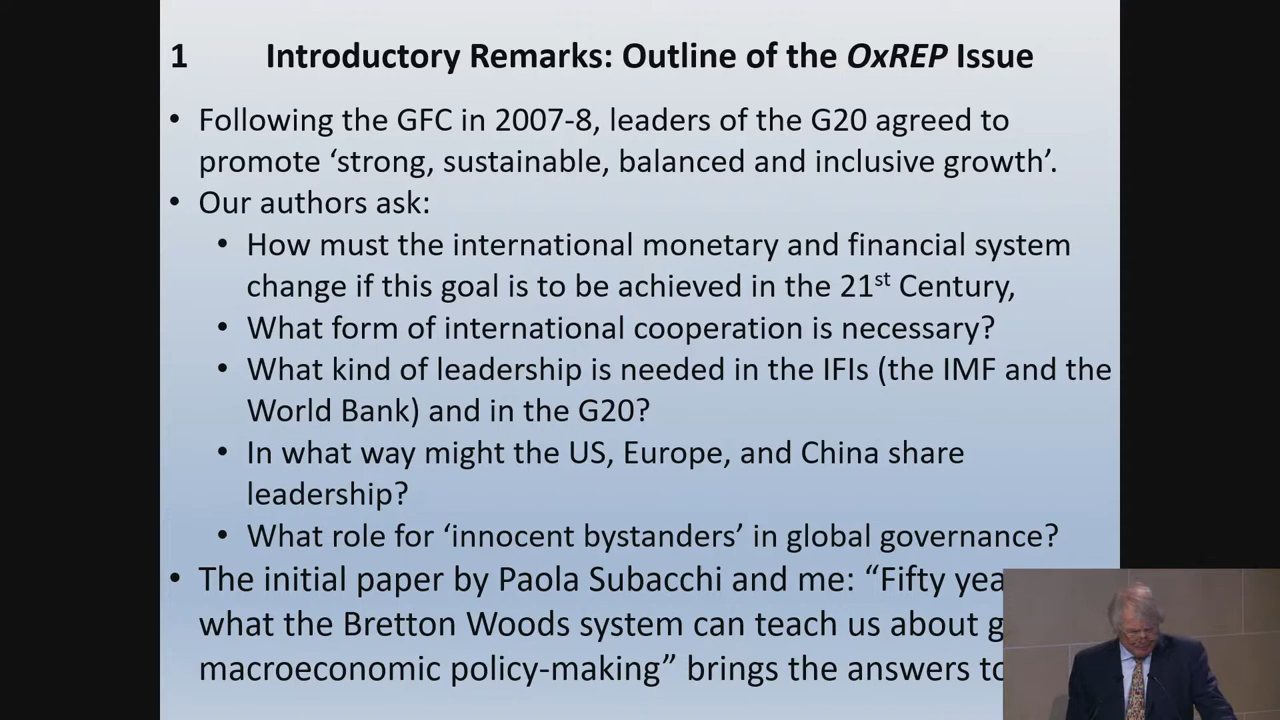 1 Introductory Remarks: Outline of the OxREP Issue
• Following the GFC in 2007-8, leaders of the G20 agreed to
promote ‘strong, sustainable, balanced and inclusive growth’.
• Our authors ask:
• How must the international monetary and financial system
change if this goal is to be achieved in the 21st Century,
• What form of international cooperation is necessary?
• What kind of leadership is needed in the IFIs (the IMF and the
World Bank) and in the G20?
• In what way might the US, Europe, and China share
leadership?
• What role for ‘innocent bystanders’ in global governance?
• The initial paper by Paola Subacchi and me: “Fifty
what the Bretton Woods system can teach us about
macroeconomic policy-making” brings the answers